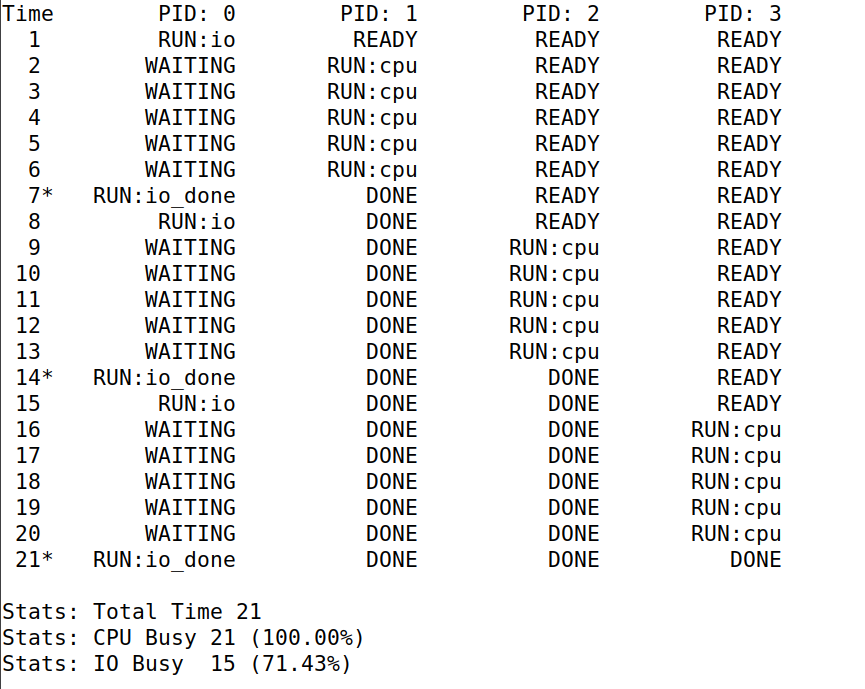 Time        PID: 0        PID: 1        PID: 2        PID: 3
  1         RUN:io         READY         READY         READY
  2        WAITING       RUN:cpu         READY         READY
  3        WAITING       RUN:cpu         READY         READY
  4        WAITING       RUN:cpu         READY         READY
  5        WAITING       RUN:cpu         READY         READY
  6        WAITING       RUN:cpu         READY         READY
  7*   RUN:io_done          DONE         READY         READY
  8         RUN:io          DONE         READY         READY
  9        WAITING          DONE       RUN:cpu         READY
 10        WAITING          DONE       RUN:cpu         READY
 11        WAITING          DONE       RUN:cpu         READY
 12        WAITING          DONE       RUN:cpu         READY
 13        WAITING          DONE       RUN:cpu         READY
 14*   RUN:io_done          DONE          DONE         READY
 15         RUN:io          DONE          DONE         READY
 16        WAITING          DONE          DONE       RUN:cpu
 17        WAITING          DONE          DONE       RUN:cpu
 18        WAITING          DONE          DONE       RUN:cpu
 19        WAITING          DONE          DONE       RUN:cpu
 20        WAITING          DONE          DONE       RUN:cpu
 21*   RUN:io_done          DONE          DONE          DONE

Stats: Total Time 21
Stats: CPU Busy 21 (100.00%)
Stats: IO Busy  15 (71.43%)